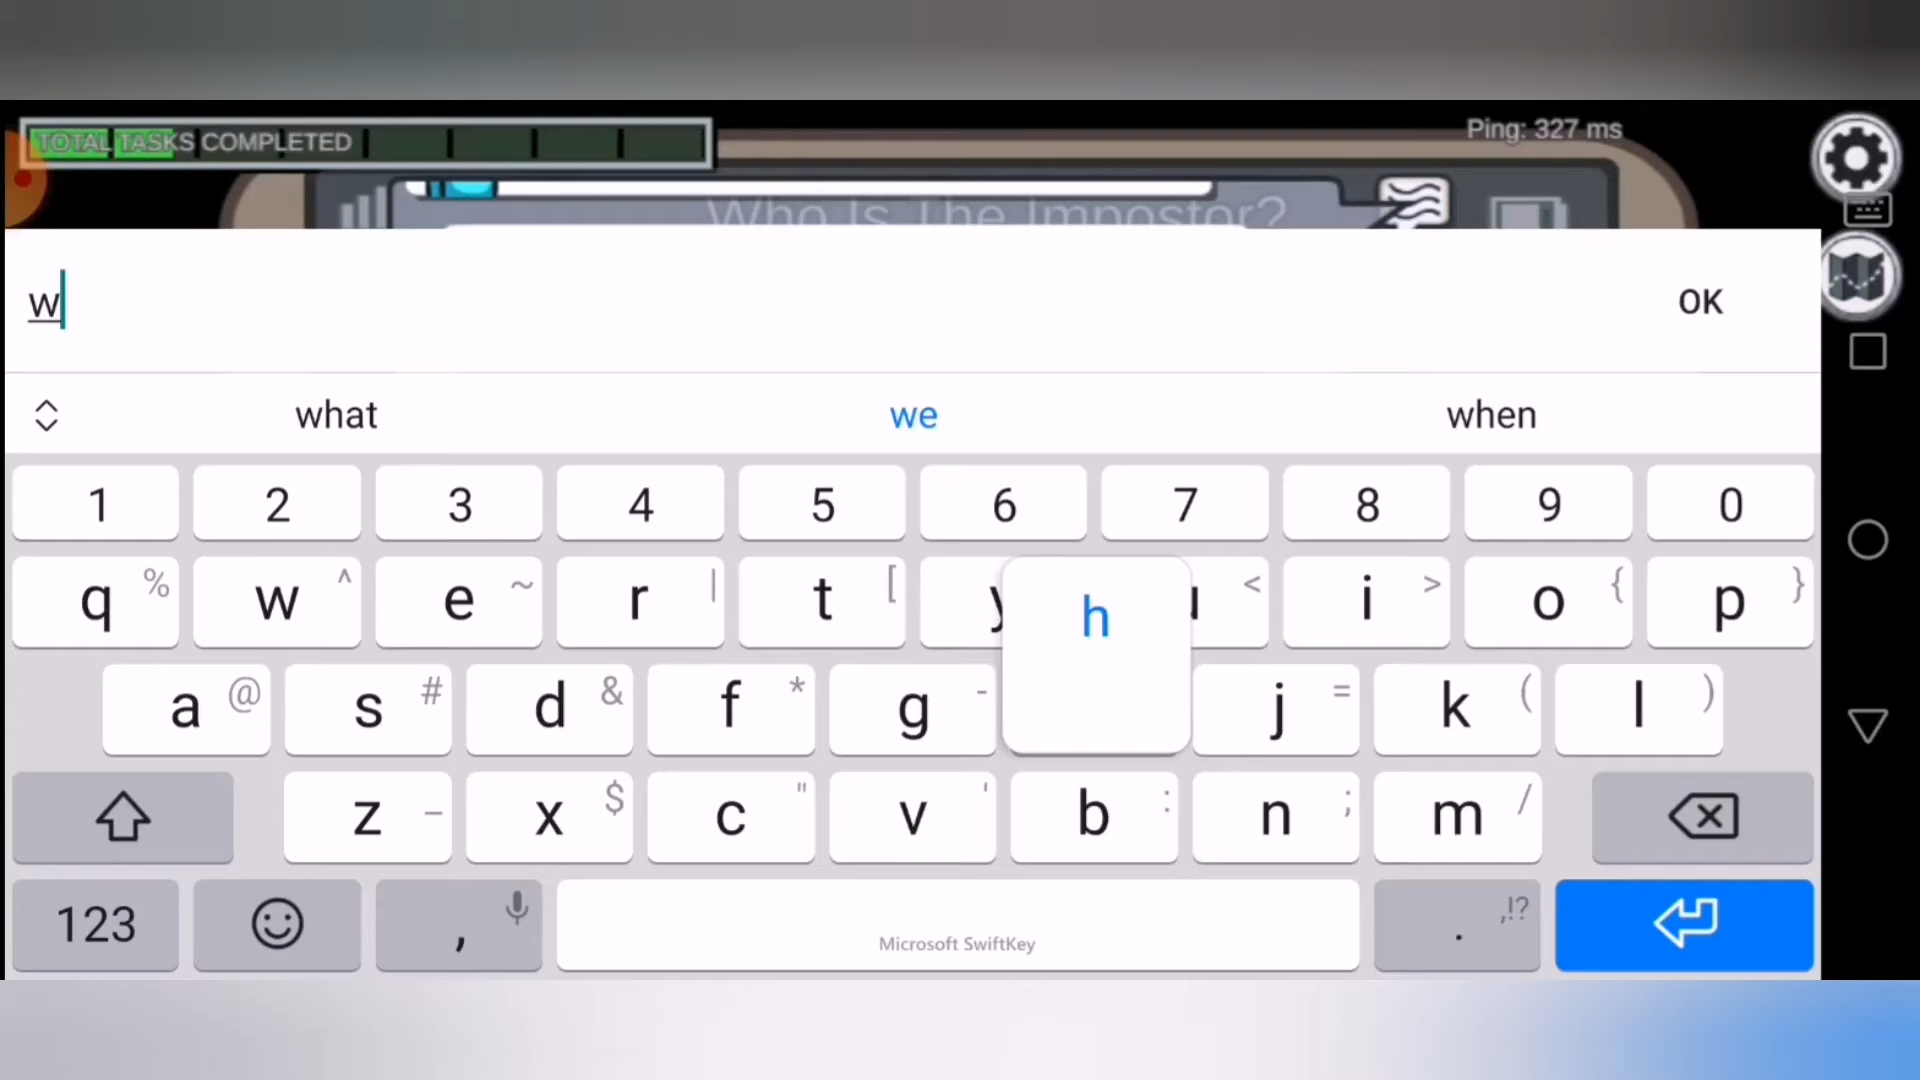 TOTAL TASKS COMPLETED
Ping: 327 ms
Who Is The Impostor?
w
OK
what we when
1 2 3 4 5 6 7 8 9 0
q % w ^ e ~ r | t [ y u < i > o { p }
a @ s # d & f * g - h j = k ( l )
z _ x $ c " v ' b : n ; m /
123 , Microsoft SwiftKey . ,!?